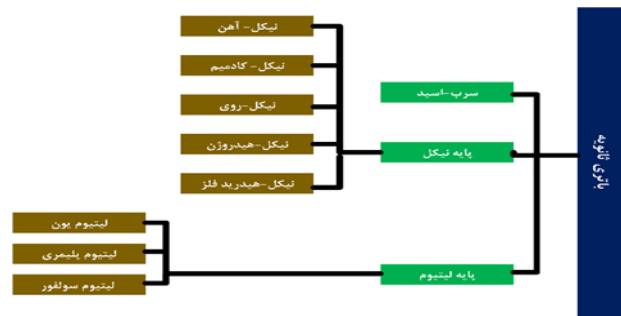 باتری ثانویه
سرب-اسید
پایه نیکل
نیکل- آهن
نیکل- کادمیم
نیکل-روی
نیکل-هیدروژن
نیکل-هیدرید فلز
پایه لیتیوم
لیتیوم یون
لیتیوم پلیمری
لیتیوم سولفور